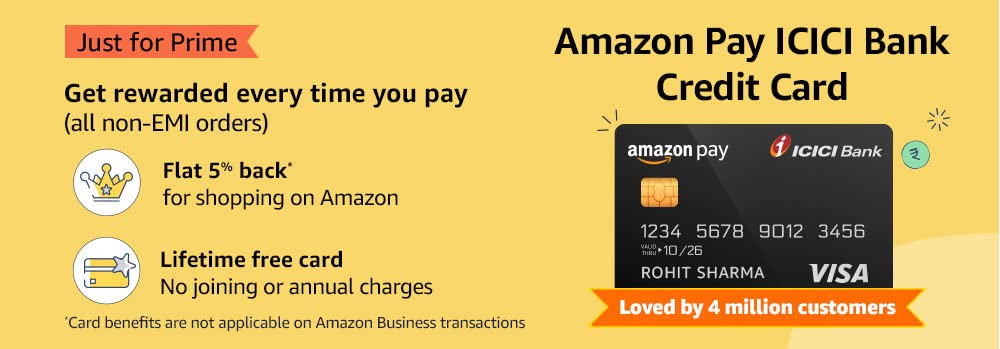 Just for Prime
Get rewarded every time you pay
(all non-EMI orders)
Flat 5% back*
for shopping on Amazon
Lifetime free card
No joining or annual charges
*Card benefits are not applicable on Amazon Business transactions
Amazon Pay ICICI Bank
Credit Card
amazon pay
i ICICI Bank
₹
1234 5678 9012 3456
VALID
THRU 10/26
ROHIT SHARMA
VISA
Loved by 4 million customers